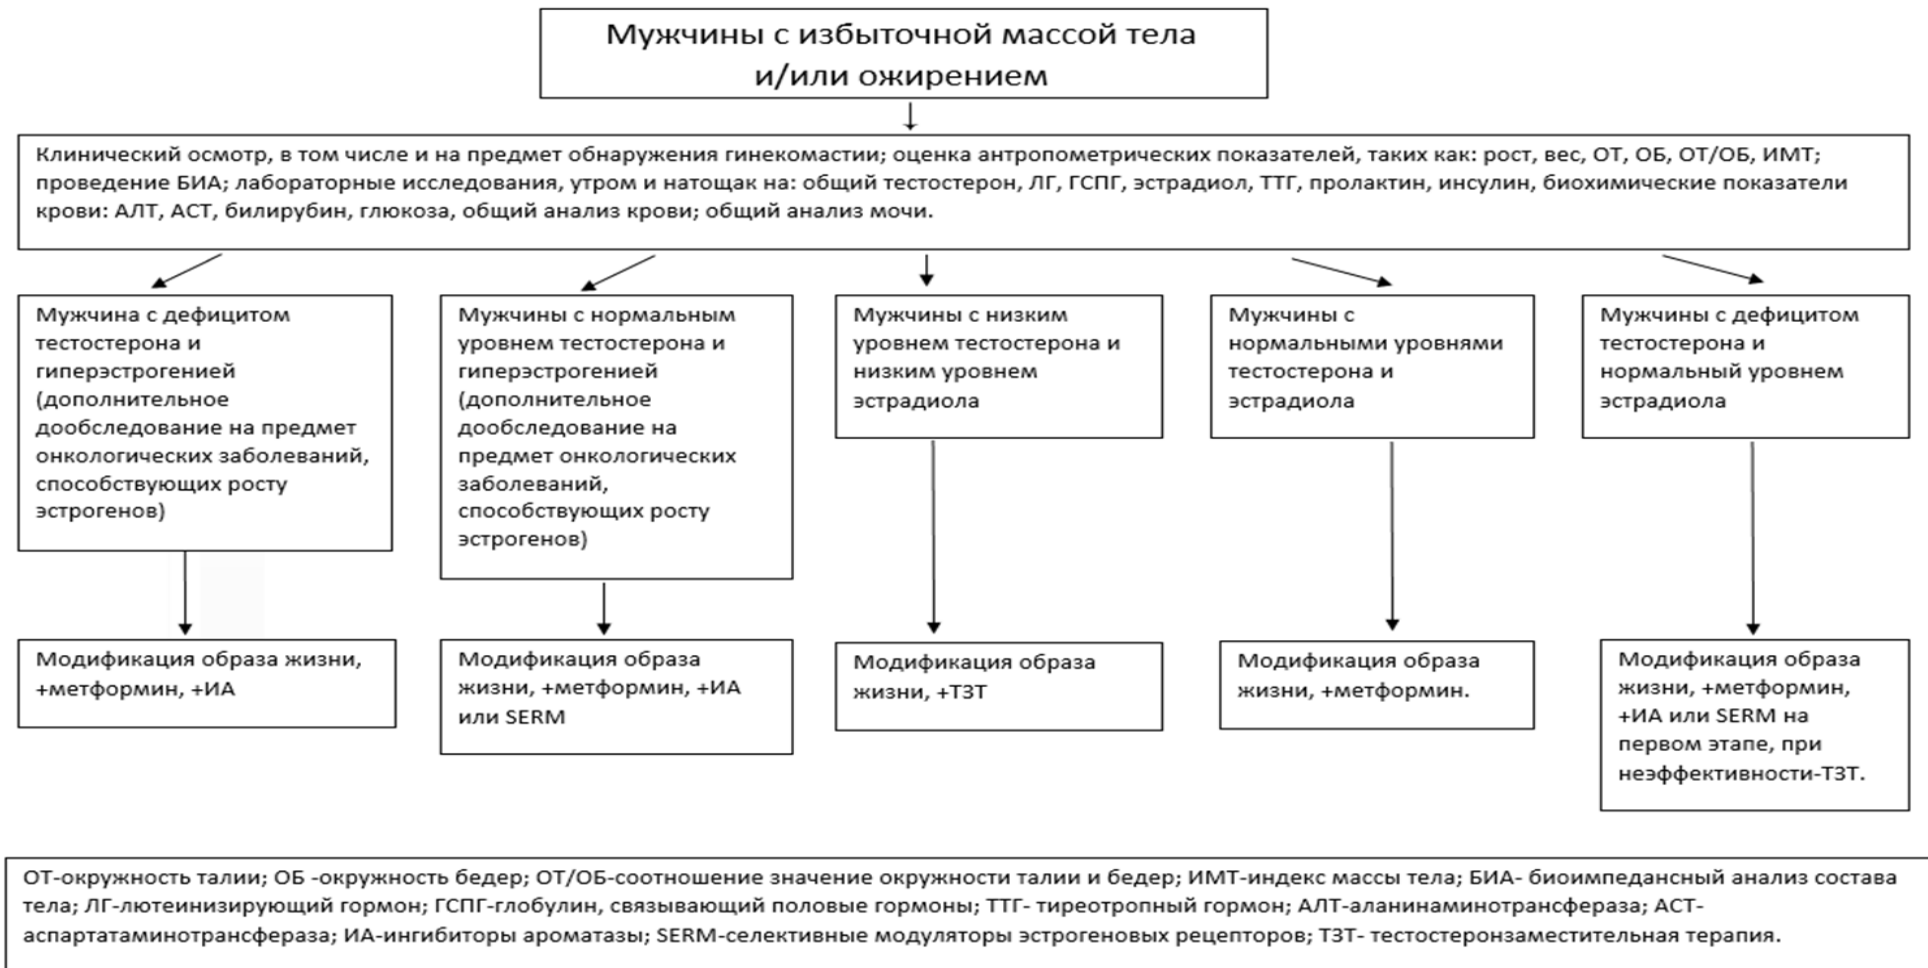 Мужчины с избыточной массой тела
и/или ожирением
Клинический осмотр, в том числе и на предмет обнаружения гинекомастии; оценка антропометрических показателей, таких как: рост, вес, ОТ, ОБ, ОТ/ОБ, ИМТ;
проведение БИА; лабораторные исследования, утром и натощак на: общий тестостерон, ЛГ, ГСПГ, эстрадиол, ТТГ, пролактин, инсулин, биохимические показатели
крови: АЛТ, АСТ, билирубин, глюкоза, общий анализ крови; общий анализ мочи.
Мужчина с дефицитом
тестостерона и
гиперэстрогенией
(дополнительное
дообследование на предмет
онкологических заболеваний,
способствующих росту
эстрогенов)
Мужчины с нормальным
уровнем тестостерона и
гиперэстрогенией
(дополнительное
дообследование на
предмет онкологических
заболеваний,
способствующих росту
эстрогенов)
Мужчины с низким
уровнем тестостерона и
низким уровнем
эстрадиола
Мужчины с
нормальными уровнями
тестостерона и
эстрадиола
Мужчины с дефицитом
тестостерона и
нормальный уровнем
эстрадиола
Модификация образа жизни,
+метформин, +ИА
Модификация образа
жизни, +метформин, +ИА
или SERM
Модификация образа
жизни, +ТЗТ
Модификация образа
жизни, +метформин.
Модификация образа
жизни, +метформин,
+ИА или SERM на
первом этапе, при
неэффективности-ТЗТ.
ОТ-окружность талии; ОБ -окружность бедер; ОТ/ОБ-соотношение значение окружности талии и бедер; ИМТ-индекс массы тела; БИА- биоимпедансный анализ состава
тела; ЛГ-лютеинизирующий гормон; ГСПГ-глобулин, связывающий половые гормоны; ТТГ- тиреотропный гормон; АЛТ-аланинаминотрансфераза; АСТ-
аспартатаминотрансфераза; ИА-ингибиторы ароматазы; SERM-селективные модуляторы эстрогеновых рецепторов; ТЗТ- тестостеронзаместительная терапия.